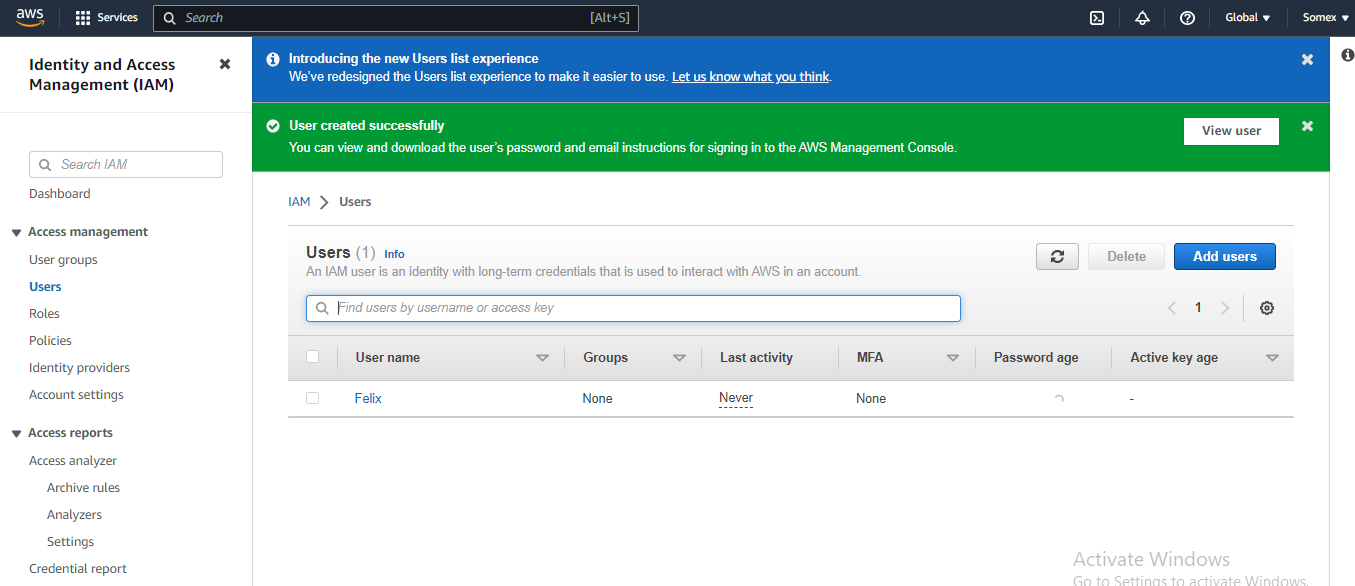 aws
Services
Search
[Alt+S]
Global
Somex
Identity and Access
Management (IAM)
Search IAM
Dashboard
Access management
User groups
Users
Roles
Policies
Identity providers
Account settings
Access reports
Access analyzer
Archive rules
Analyzers
Settings
Credential report
Introducing the new Users list experience
We've redesigned the Users list experience to make it easier to use. Let us know what you think.
User created successfully
You can view and download the user's password and email instructions for signing in to the AWS Management Console.
View user
IAM
Users
Users (1) Info
An IAM user is an identity with long-term credentials that is used to interact with AWS in an account.
Delete
Add users
Find users by username or access key
1
User name
Groups
Last activity
MFA
Password age
Active key age
Felix
None
Never
None
-
Activate Windows
Go to Settings to activate Windows.